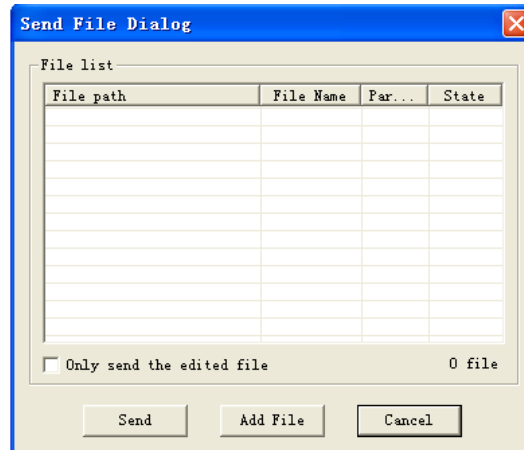 Send File Dialog
File list
File path File Name Par... State
Only send the edited file 0 file
Send Add File Cancel